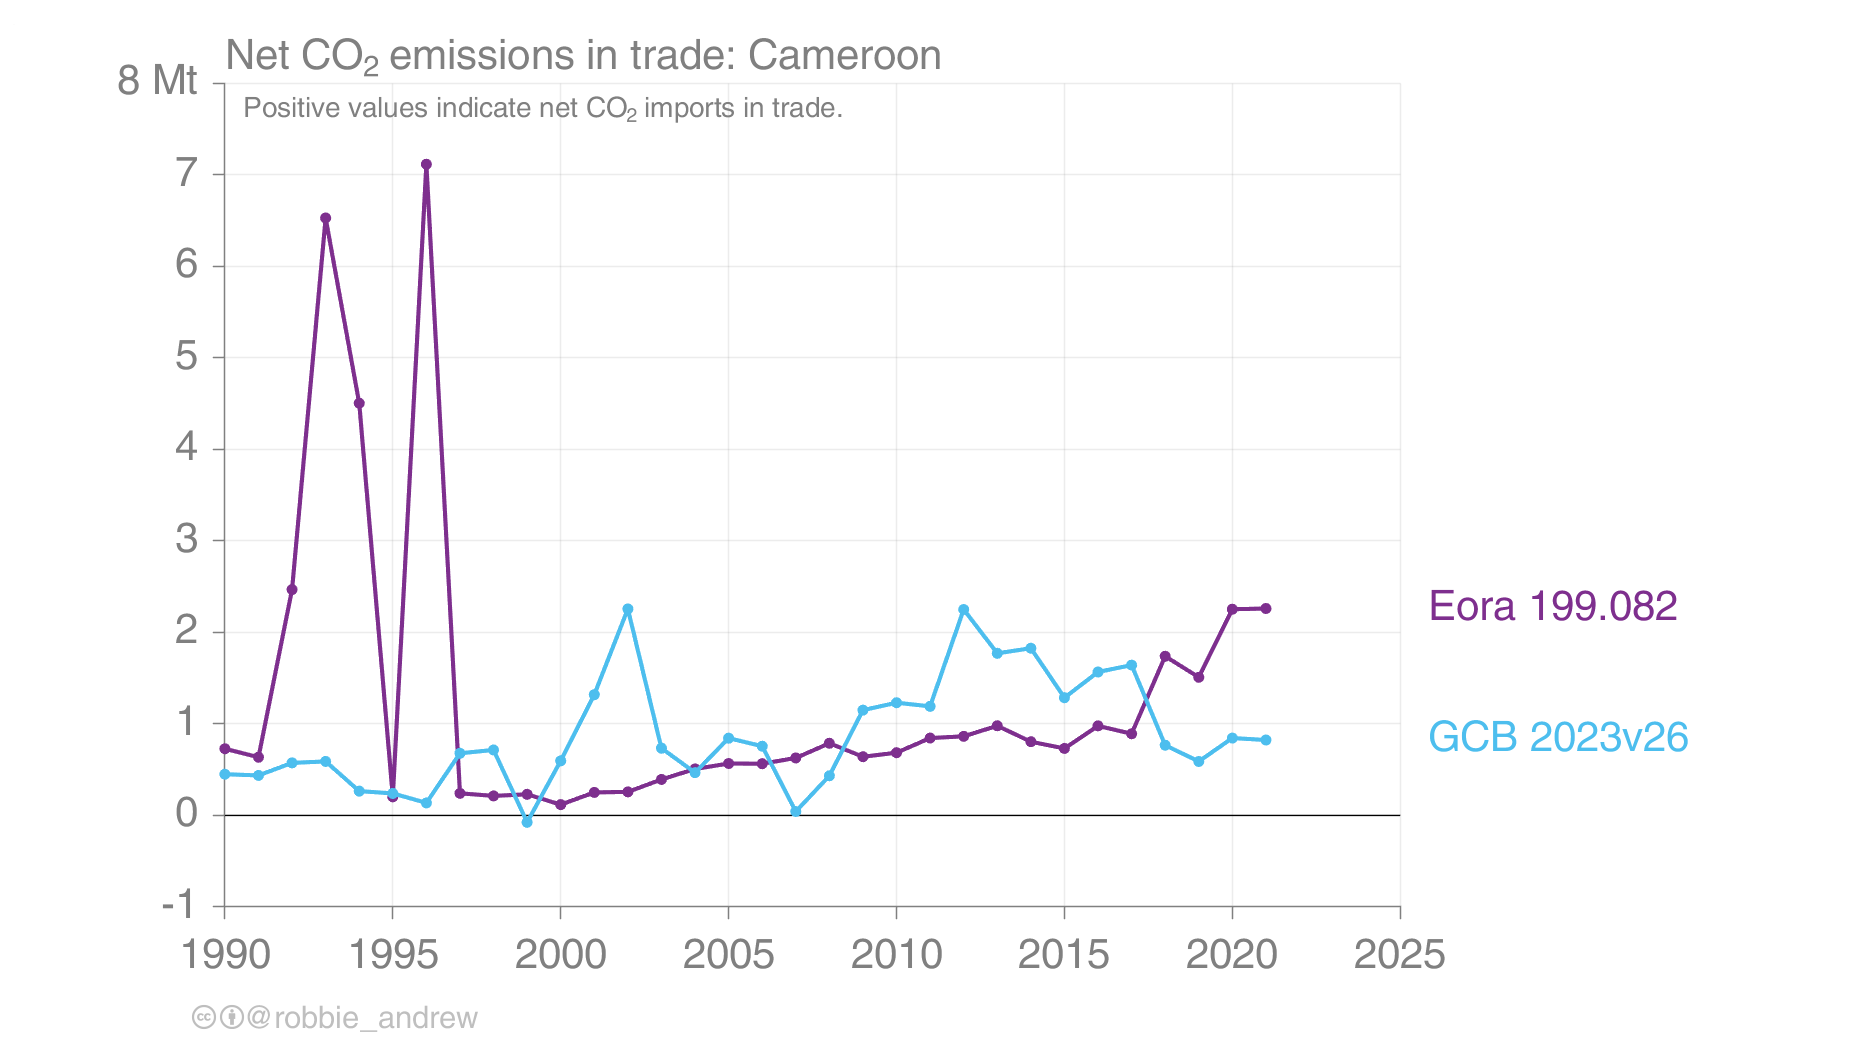 Net CO₂ emissions in trade: Cameroon
8 Mt
Positive values indicate net CO₂ imports in trade.
7
6
5
4
3
2
1
0
-1
Eora 199.082
GCB 2023v26
1990 1995 2000 2005 2010 2015 2020 2025
@robbie_andrew